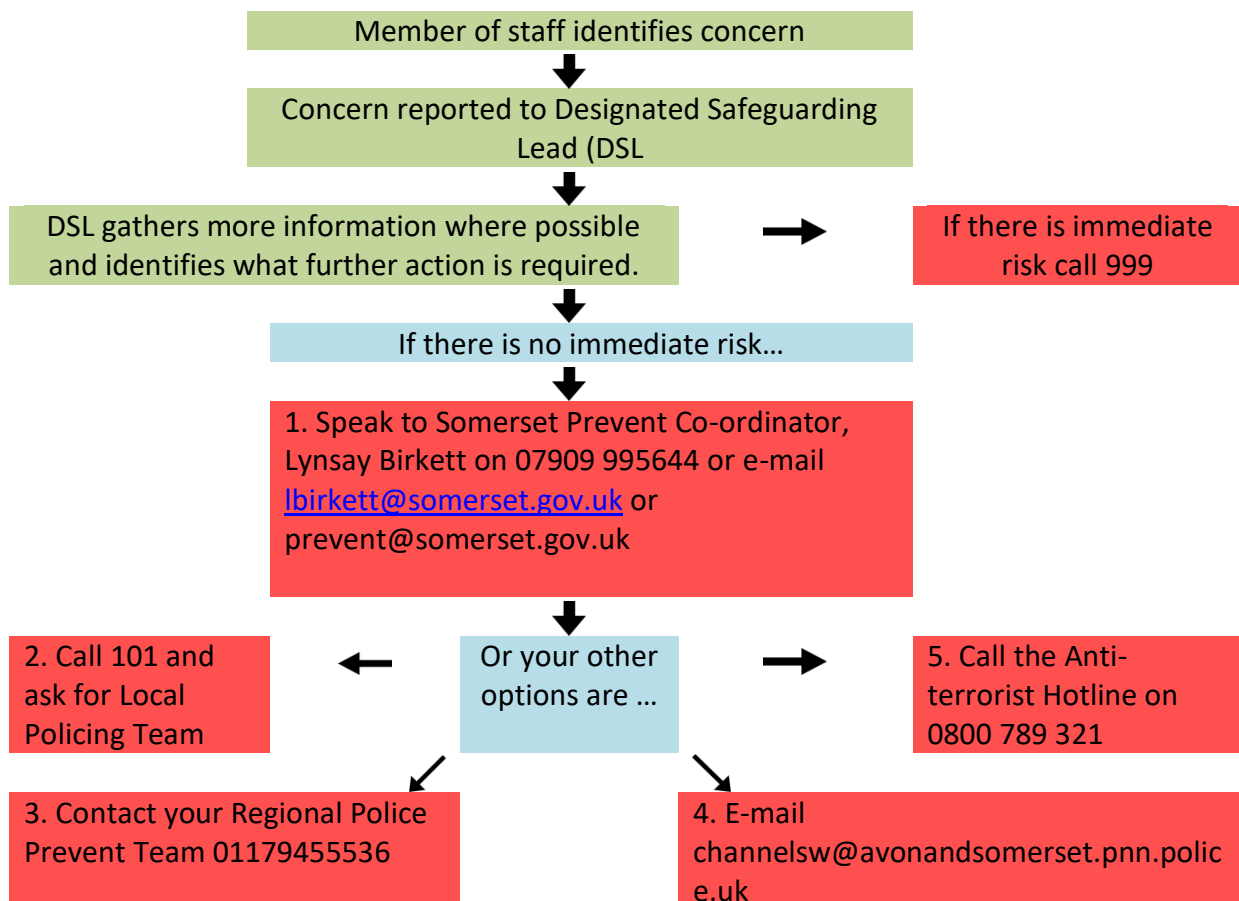 Member of staff identifies concern
Concern reported to Designated Safeguarding
Lead (DSL
DSL gathers more information where possible
and identifies what further action is required.
If there is immediate
risk call 999
If there is no immediate risk…
1. Speak to Somerset Prevent Co-ordinator,
Lynsay Birkett on 07909 995644 or e-mail
lbirkett@somerset.gov.uk or
prevent@somerset.gov.uk
2. Call 101 and
ask for Local
Policing Team
Or your other
options are …
5. Call the Anti-
terrorist Hotline on
0800 789 321
3. Contact your Regional Police
Prevent Team 01179455536
4. E-mail
channelsw@avonandsomerset.pnn.polic
e.uk